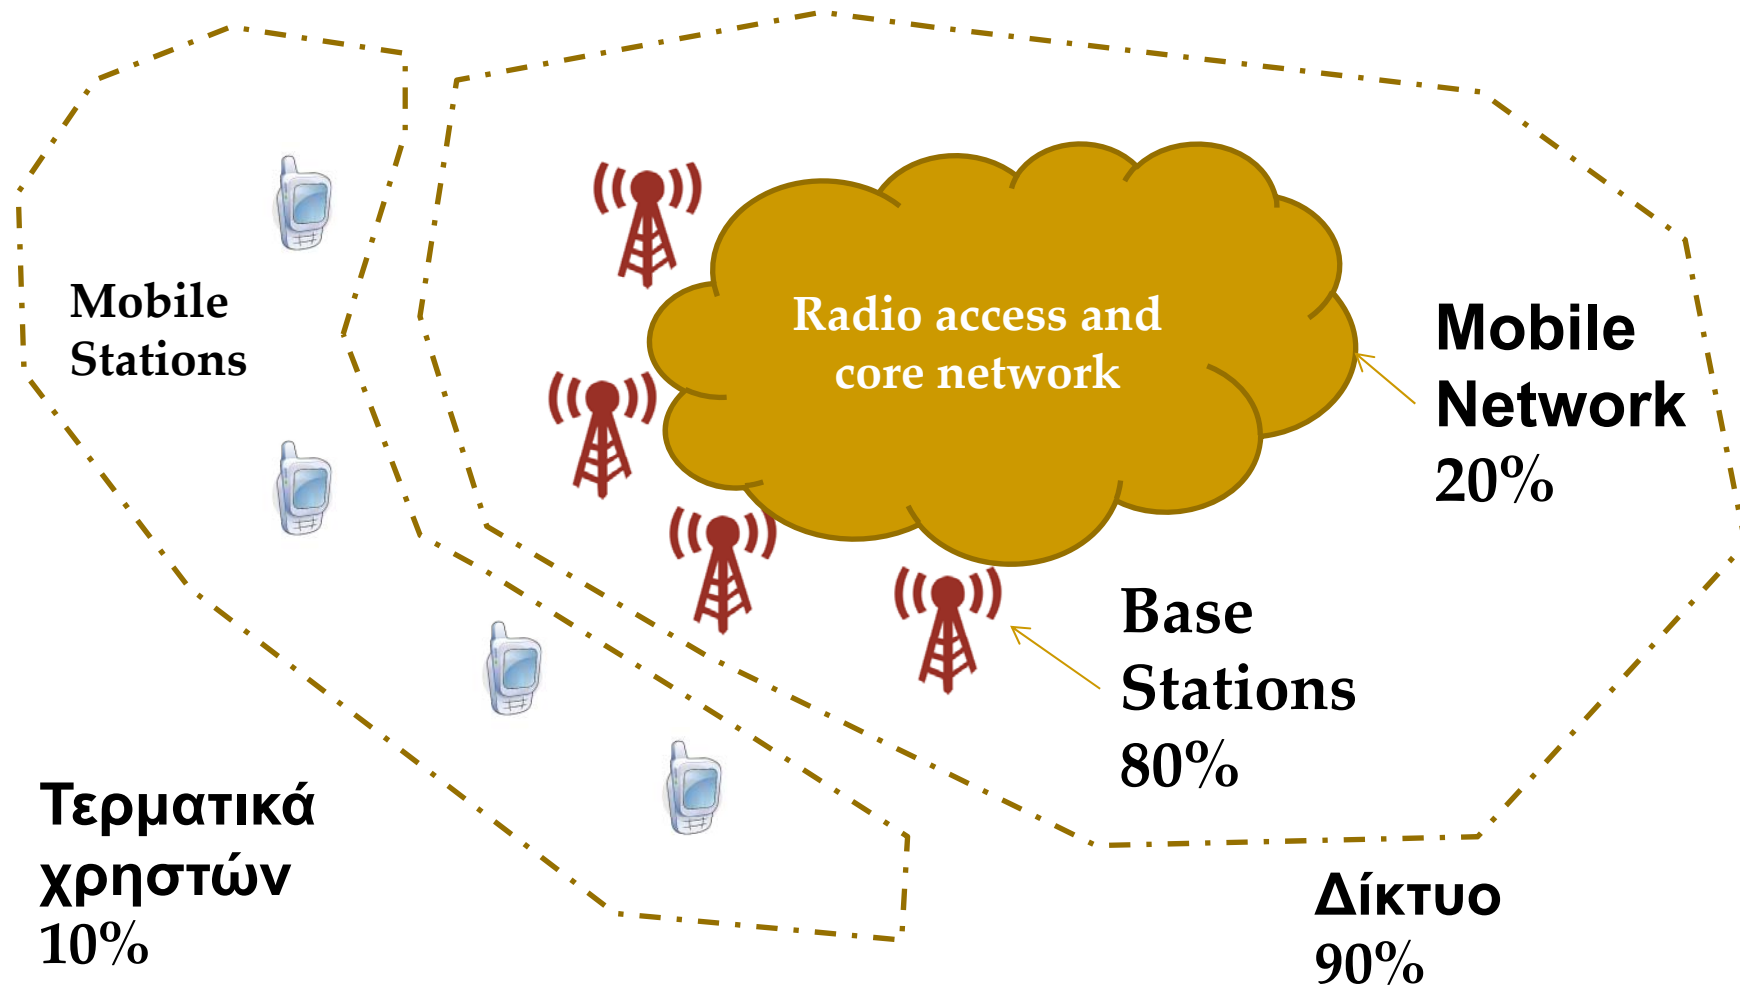 Mobile
Stations
Radio access and
core network
Mobile
Network
20%
Base
Stations
80%
Τερματικά
χρηστών
10%
Δίκτυο
90%